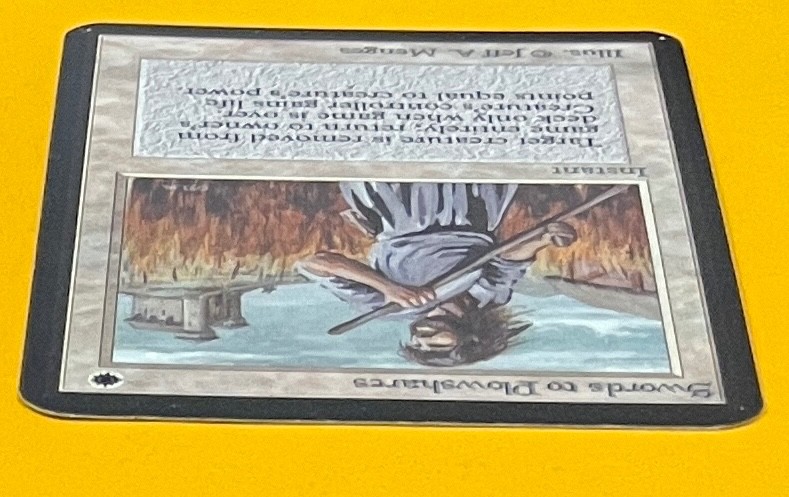 Swords to Plowshares
Instant
Target creature is removed from
game entirely; return to owner's
deck only when game is over.
Creature's controller gains life
points equal to creature's power.
Illus. © Jeff A. Menges